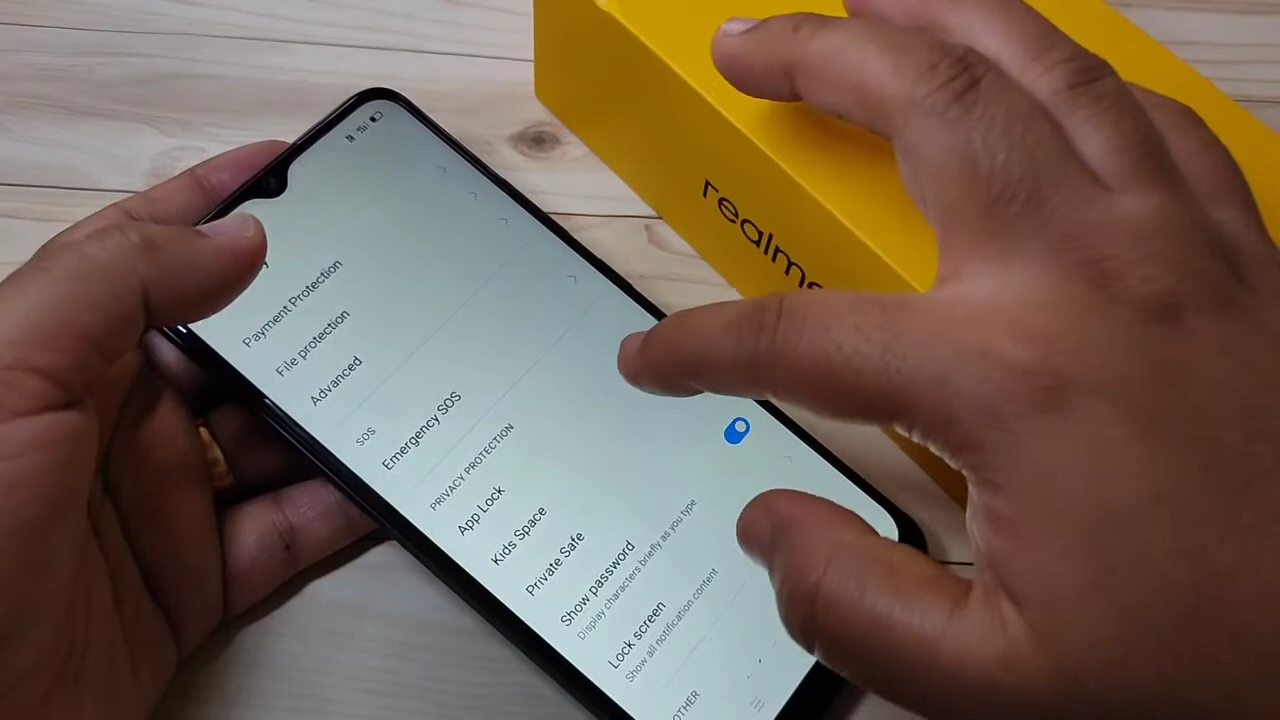 realme
Payment Protection
File protection
Advanced
SOS
Emergency SOS
PRIVACY PROTECTION
App Lock
Kids Space
Private Safe
Show password
Display characters briefly as you type
Lock screen
Show all notification content
OTHER